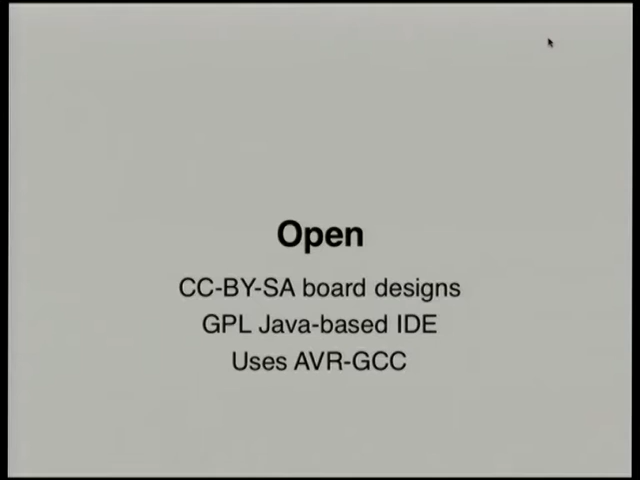 Open
CC-BY-SA board designs
GPL Java-based IDE
Uses AVR-GCC